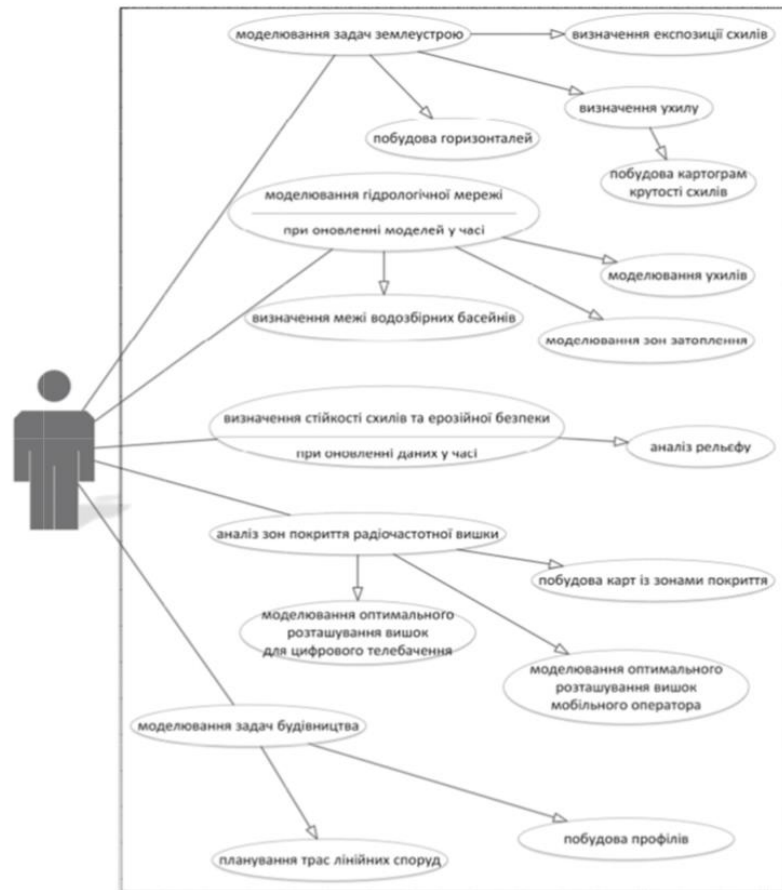 моделювання задач землеустрою
визначення експозиції схилів
визначення ухилу
побудова горизонталей
побудова картограм
крутості схилів
моделювання гідрологічної мережі
при оновленні моделей у часі
моделювання ухилів
визначення межі водозбірних басейнів
моделювання зон затоплення
визначення стійкості схилів та ерозійної безпеки
при оновленні даних у часі
аналіз рельєфу
аналіз зон покриття радіочастотної вишки
побудова карт із зонами покриття
моделювання оптимального
розташування вишок
для цифрового телебачення
моделювання оптимального
розташування вишок
мобільного оператора
моделювання задач будівництва
побудова профілів
планування трас лінійних споруд